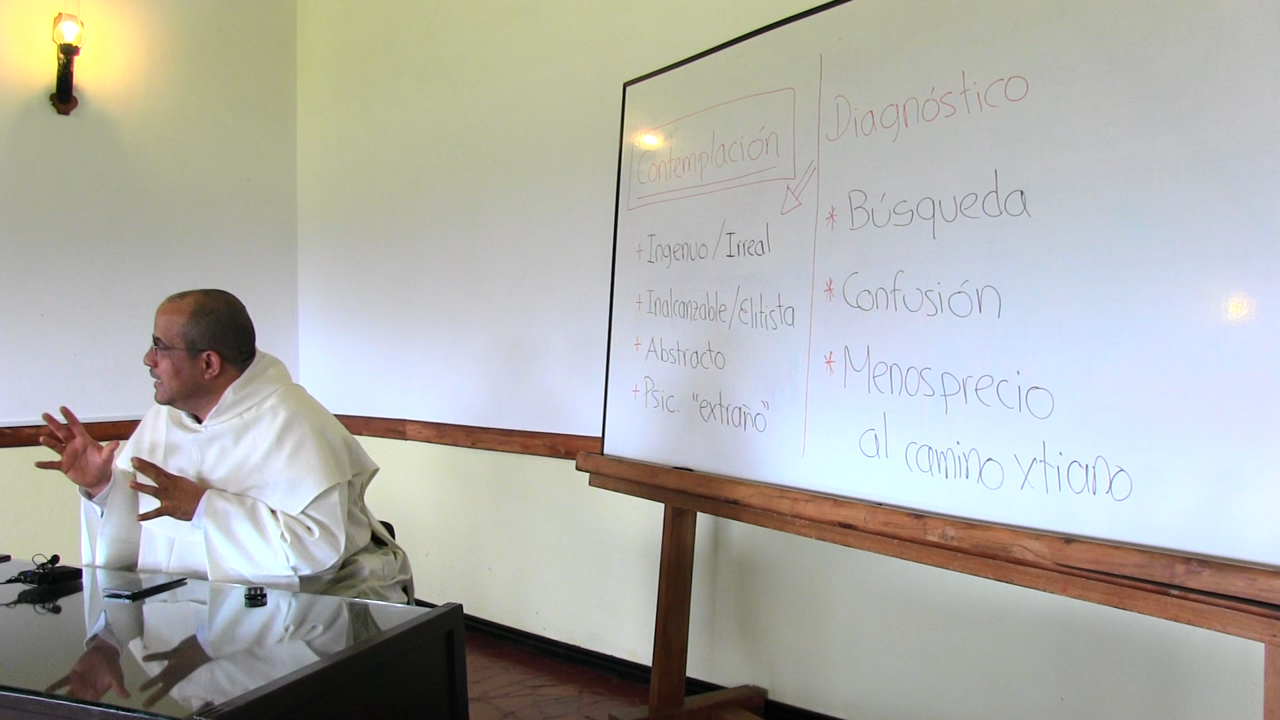 Contemplación
+ Ingenuo/Irreal
+ Inalcanzable/Elitista
+ Abstracto
+ Psic. "extraño"
Diagnóstico
* Búsqueda
* Confusión
* Menosprecio
al camino xtiano